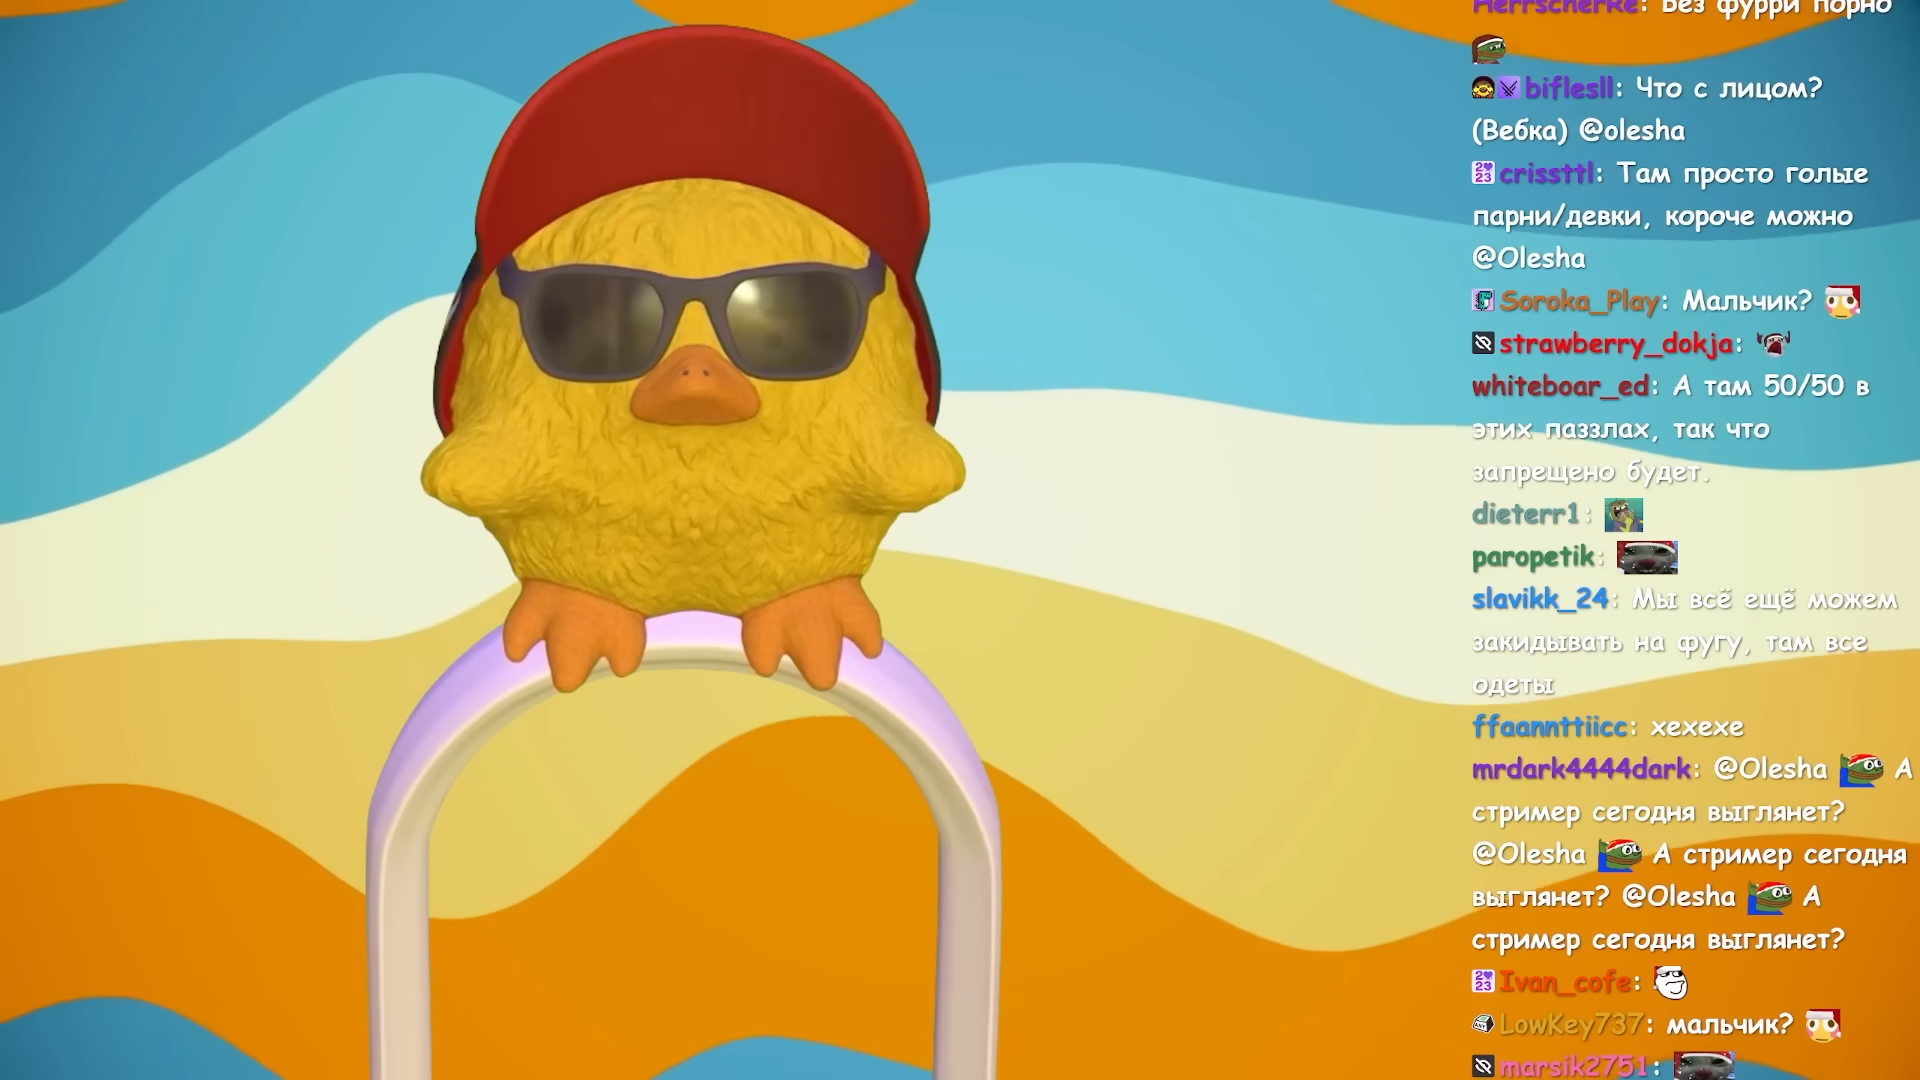 HerrscherRe: Без фурри порно
biflesll: Что с лицом?
(Вебка) @olesha
crissttl: Там просто голые
парни/девки, короче можно
@Olesha
Soroka_Play: Мальчик?
strawberry_dokja:
whiteboar_ed: А там 50/50 в
этих паззлах, так что
запрещено будет.
dieterr1:
paropetik:
slavikk_24: Мы всё ещё можем
закидывать на фугу, там все
одеты
ffaannttiicc: хехехе
mrdark4444dark: @Olesha А
стример сегодня выглянет?
@Olesha А стример сегодня
выглянет? @Olesha А
стример сегодня выглянет?
Ivan_cofe:
LowKey737: мальчик?
marsik2751: